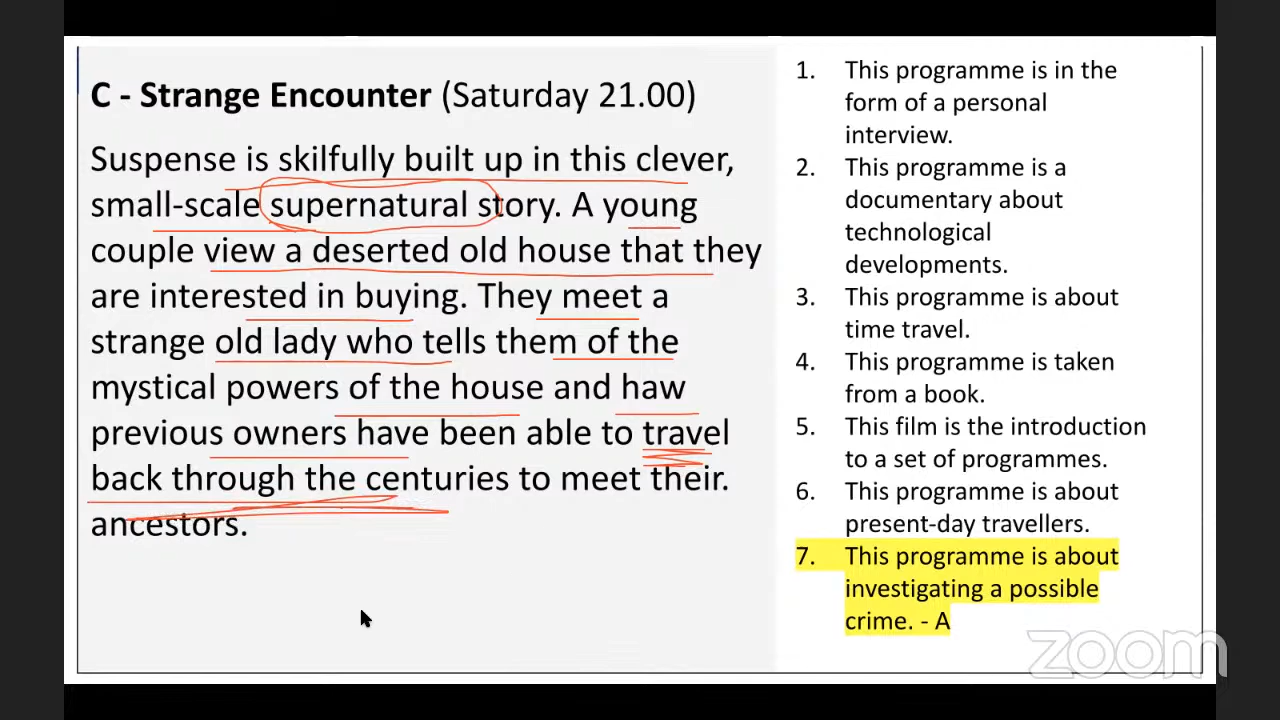 C - Strange Encounter (Saturday 21.00)
Suspense is skilfully built up in this clever,
small-scale supernatural story. A young
couple view a deserted old house that they
are interested in buying. They meet a
strange old lady who tells them of the
mystical powers of the house and haw
previous owners have been able to travel
back through the centuries to meet their.
ancestors.
1. This programme is in the
form of a personal
interview.
2. This programme is a
documentary about
technological
developments.
3. This programme is about
time travel.
4. This programme is taken
from a book.
5. This film is the introduction
to a set of programmes.
6. This programme is about
present-day travellers.
7. This programme is about
investigating a possible
crime. - A
zoom